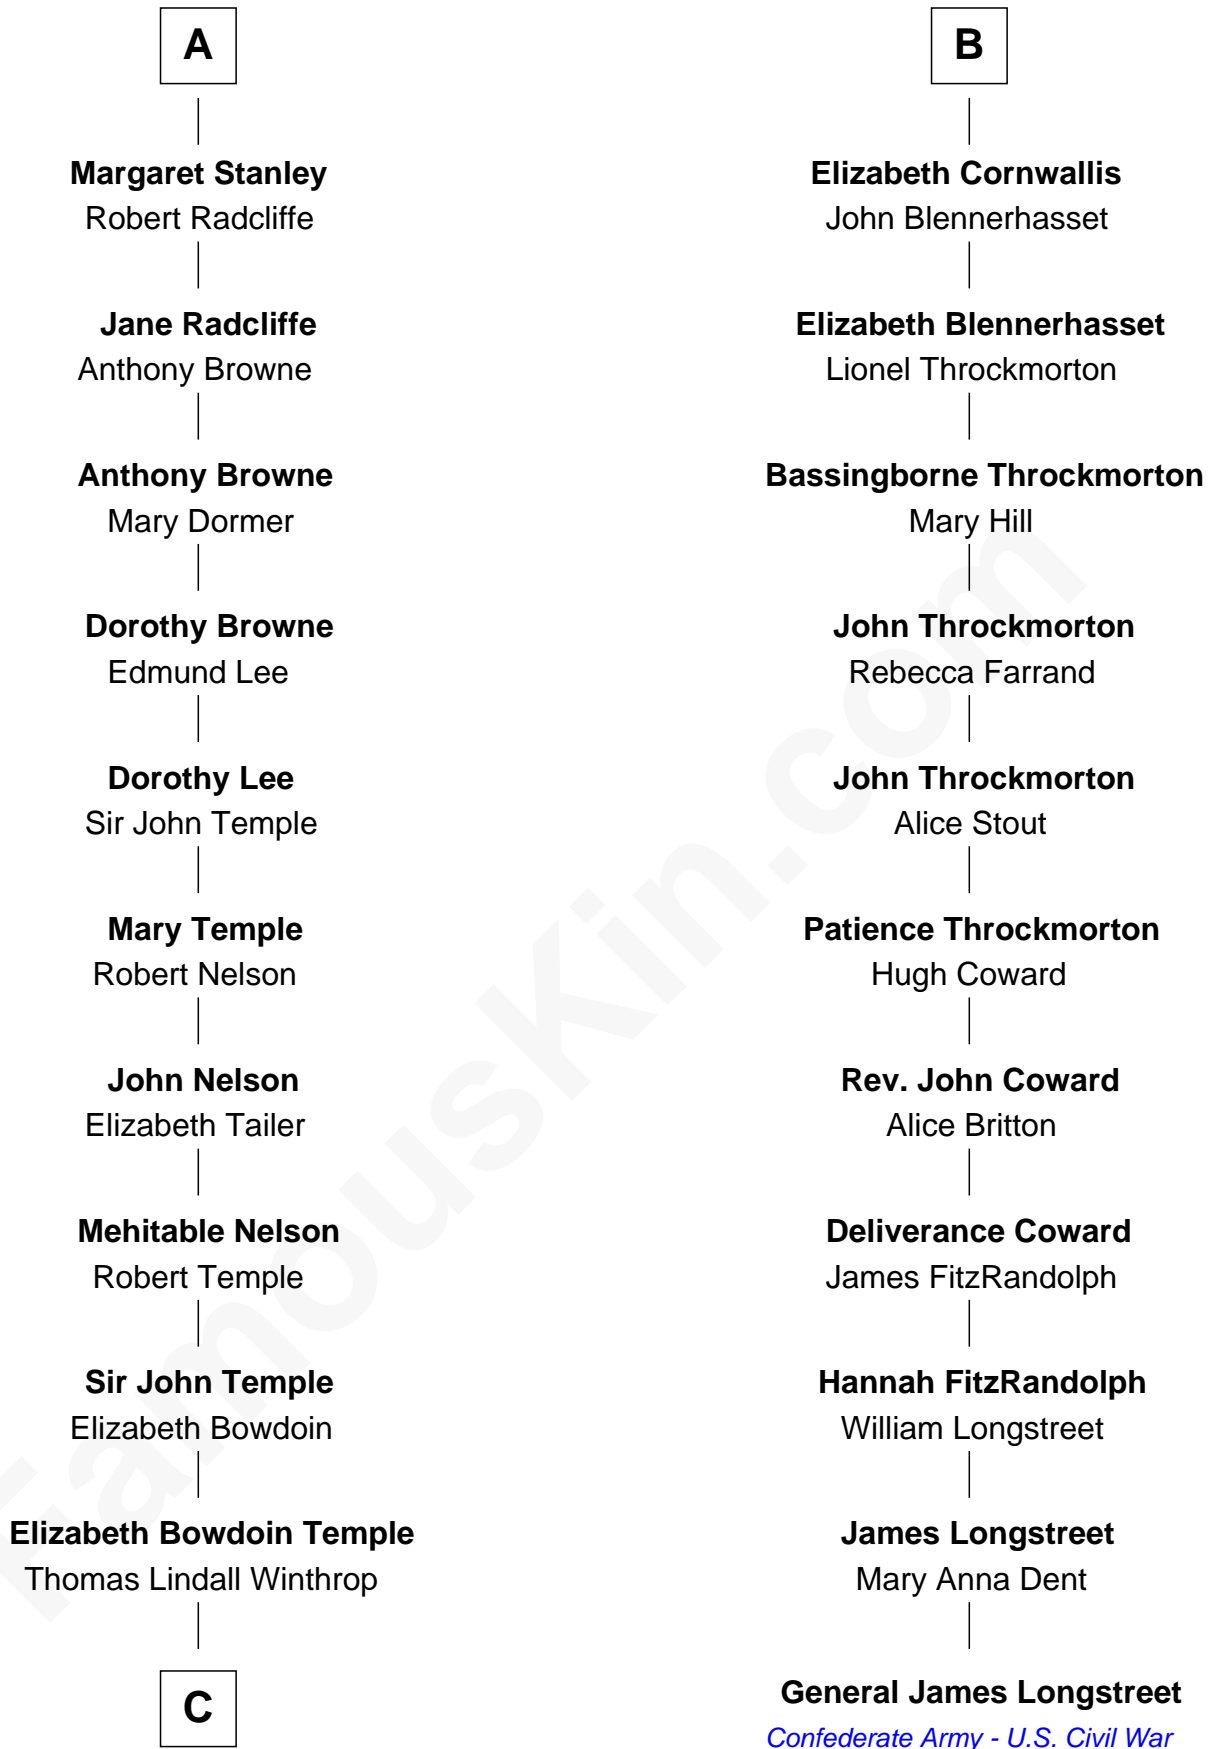 A
Margaret Stanley
Robert Radcliffe
Jane Radcliffe
Anthony Browne
Anthony Browne
Mary Dormer
Dorothy Browne
Edmund Lee
Dorothy Lee
Sir John Temple
Mary Temple
Robert Nelson
John Nelson
Elizabeth Tailer
Mehitable Nelson
Robert Temple
Sir John Temple
Elizabeth Bowdoin
Elizabeth Bowdoin Temple
Thomas Lindall Winthrop
C
B
Elizabeth Cornwallis
John Blennerhasset
Elizabeth Blennerhasset
Lionel Throckmorton
Bassingborne Throckmorton
Mary Hill
John Throckmorton
Rebecca Farrand
John Throckmorton
Alice Stout
Patience Throckmorton
Hugh Coward
Rev. John Coward
Alice Britton
Deliverance Coward
James FitzRandolph
Hannah FitzRandolph
William Longstreet
James Longstreet
Mary Anna Dent
General James Longstreet
Confederate Army - U.S. Civil War
FamousKin.com